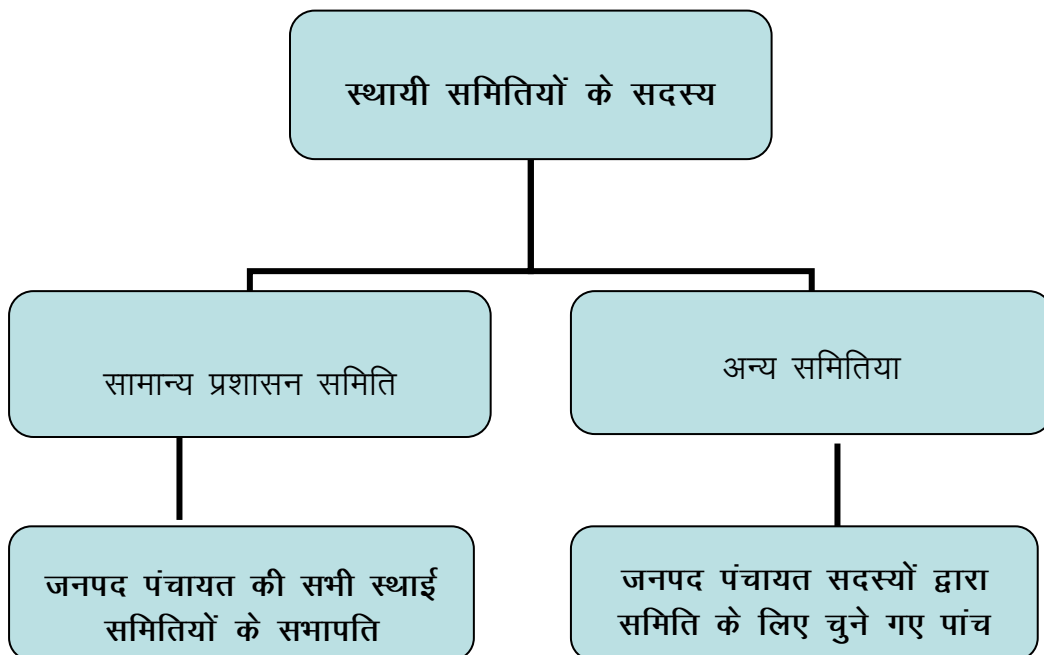 स्थायी समितियों के सदस्य
सामान्य प्रशासन समिति
अन्य समितिया
जनपद पंचायत की सभी स्थाई
समितियों के सभापति
जनपद पंचायत सदस्यों द्वारा
समिति के लिए चुने गए पांच